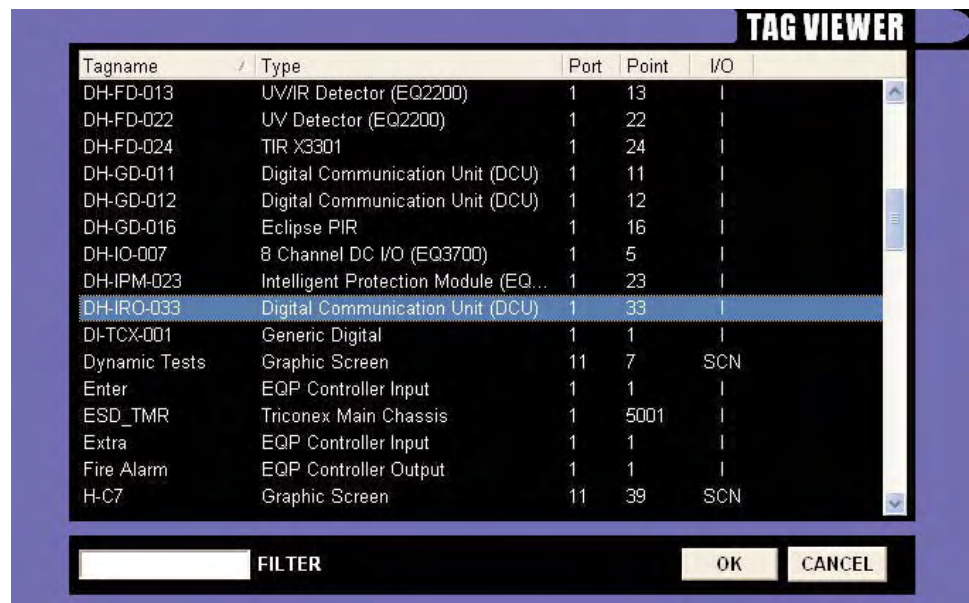 TAG VIEWER
Tagname / Type Port Point I/O
DH-FD-013 UV/IR Detector (EQ2200) 1 13 I
DH-FD-022 UV Detector (EQ2200) 1 22 I
DH-FD-024 TIR X3301 1 24 I
DH-GD-011 Digital Communication Unit (DCU) 1 11 I
DH-GD-012 Digital Communication Unit (DCU) 1 12 I
DH-GD-016 Eclipse PIR 1 16 I
DH-IO-007 8 Channel DC I/O (EQ3700) 1 5 I
DH-IPM-023 Intelligent Protection Module (EQ... 1 23 I
DH-IRO-033 Digital Communication Unit (DCU) 1 33 I
DI-TCX-001 Generic Digital 1 1 I
Dynamic Tests Graphic Screen 11 7 SCN
Enter EQP Controller Input 1 1 I
ESD_TMR Triconex Main Chassis 1 5001 I
Extra EQP Controller Input 1 1 I
Fire Alarm EQP Controller Output 1 1 I
H-C7 Graphic Screen 11 39 SCN
FILTER OK CANCEL